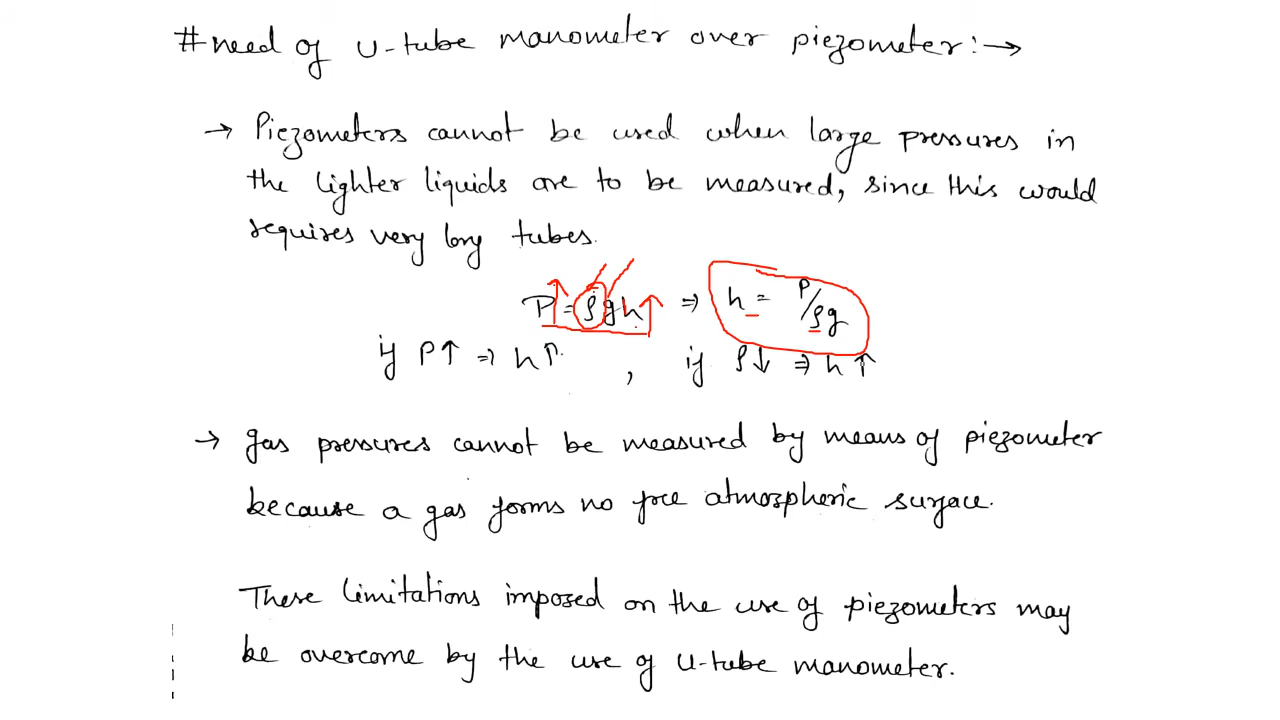 # need of U-tube manometer over piezometer:→
→ Piezometers cannot be used when large pressures in
the lighter liquids are to be measured, since this would
requires very long tubes.
P↑ = ρgh↑ ⇒ h = P/ρg
if P↑ ⇒ h↑, if ρ↓ ⇒ h↑
→ gas pressures cannot be measured by means of piezometer
because a gas forms no free atmospheric surface.
These limitations imposed on the use of piezometers may
be overcome by the use of U-tube manometer.